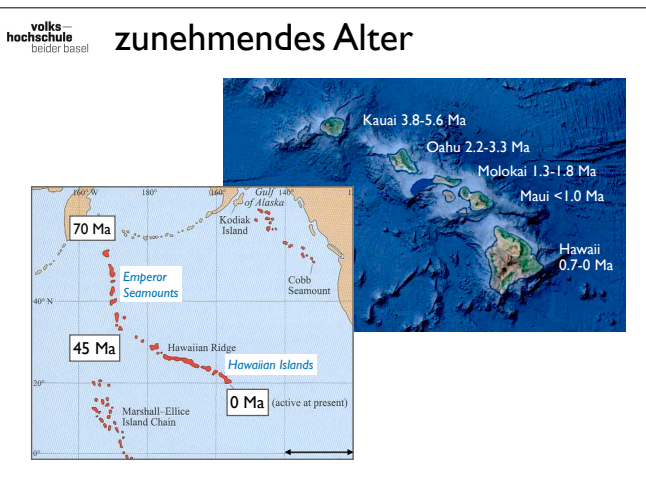 volks—
hochschule
beider basel
zunehmendes Alter
Kauai 3.8-5.6 Ma
Oahu 2.2-3.3 Ma
Molokai 1.3-1.8 Ma
Maui <1.0 Ma
Hawaii
0.7-0 Ma
160° W
180°
160°
Gulf
of Alaska
140°
Kodiak
Island
70 Ma
Cobb
Seamount
Emperor
Seamounts
40° N
45 Ma
Hawaiian Ridge
Hawaiian Islands
20°
0 Ma (active at present)
Marshall–Ellice
Island Chain
0°